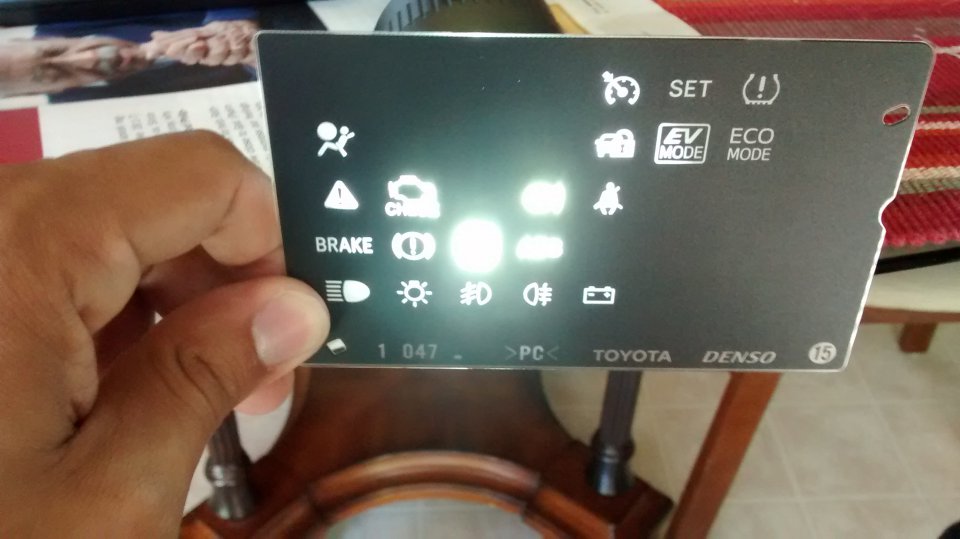 SET
EV
MODE
ECO
MODE
CHECK
BRAKE
ABS
1 047 >PC< TOYOTA DENSO 15